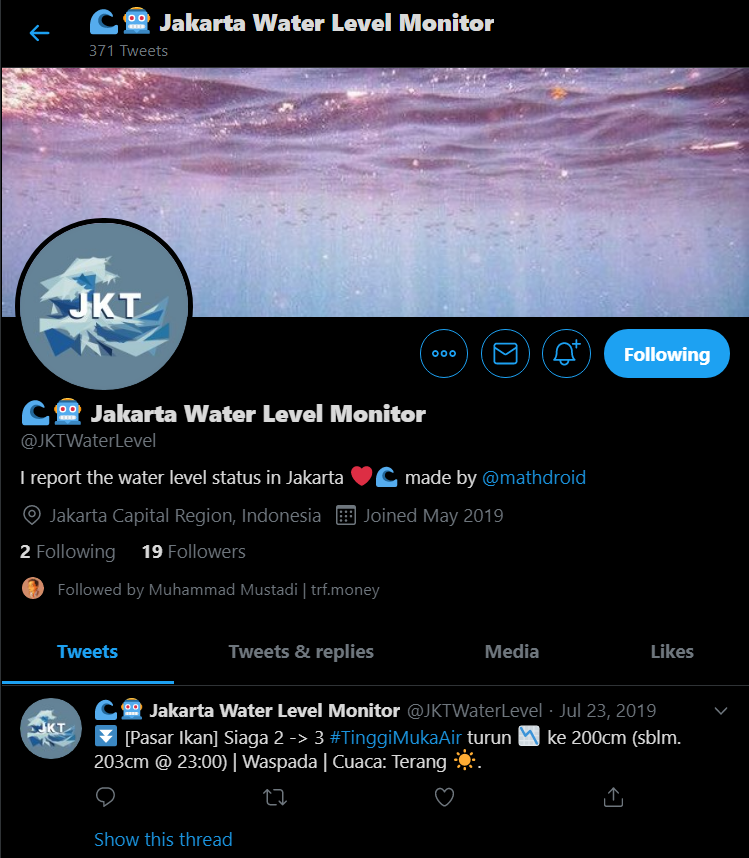 🌊🤖 Jakarta Water Level Monitor
371 Tweets
JKT
Following
🌊🤖 Jakarta Water Level Monitor
@JKTWaterLevel
I report the water level status in Jakarta ❤️🌊 made by @mathdroid
Jakarta Capital Region, Indonesia Joined May 2019
2 Following 19 Followers
Followed by Muhammad Mustadi | trf.money
Tweets Tweets & replies Media Likes
JKT
🌊🤖 Jakarta Water Level Monitor @JKTWaterLevel · Jul 23, 2019
⏬ [Pasar Ikan] Siaga 2 -> 3 #TinggiMukaAir turun 📉 ke 200cm (sblm.
203cm @ 23:00) | Waspada | Cuaca: Terang ☀️.
Show this thread